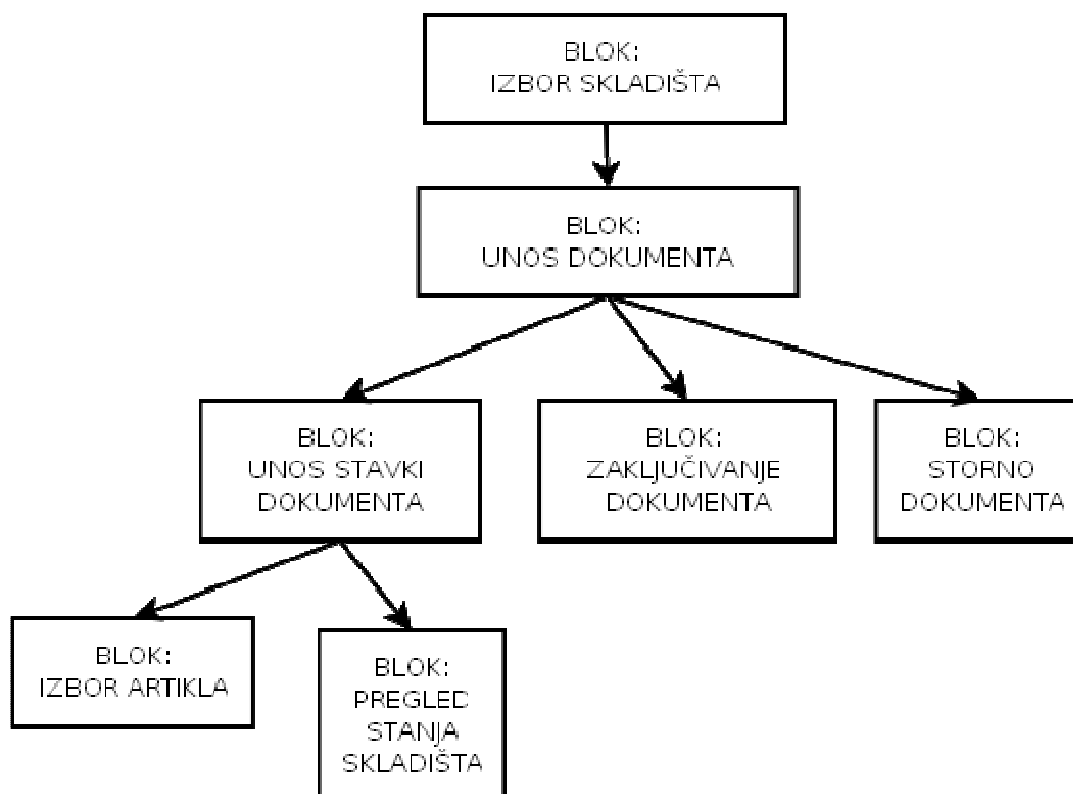 BLOK:
IZBOR SKLADIŠTA
BLOK:
UNOS DOKUMENTA
BLOK:
UNOS STAVKI
DOKUMENTA
BLOK:
ZAKLJUČIVANJE
DOKUMENTA
BLOK:
STORNO
DOKUMENTA
BLOK:
IZBOR ARTIKLA
BLOK:
PREGLED
STANJA
SKLADIŠTA